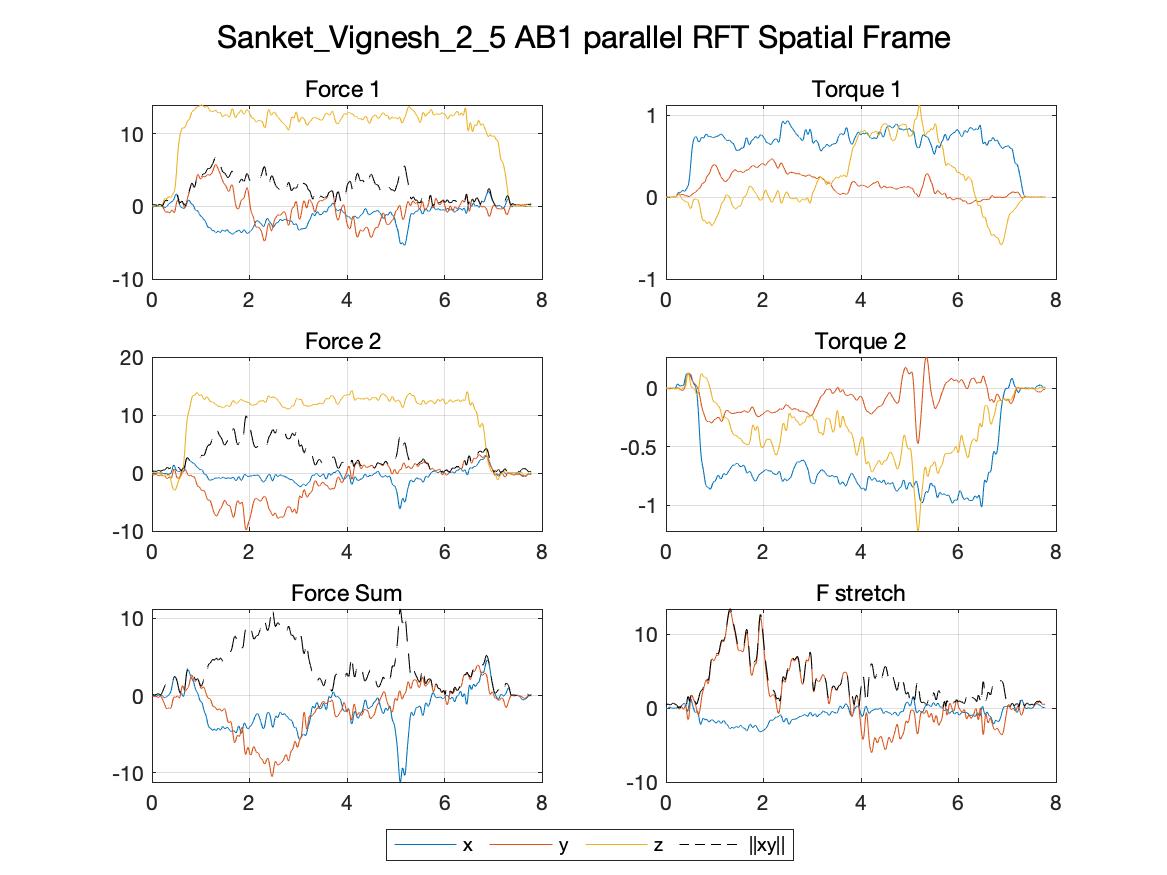 Sanket_Vignesh_2_5 AB1 parallel RFT Spatial Frame
Force 1
10
0
-10
0 2 4 6 8
Torque 1
1
0
-1
0 2 4 6 8
Force 2
20
10
0
-10
0 2 4 6 8
Torque 2
0
-0.5
-1
0 2 4 6 8
Force Sum
10
0
-10
0 2 4 6 8
F stretch
10
0
-10
0 2 4 6 8
x y z ||xy||